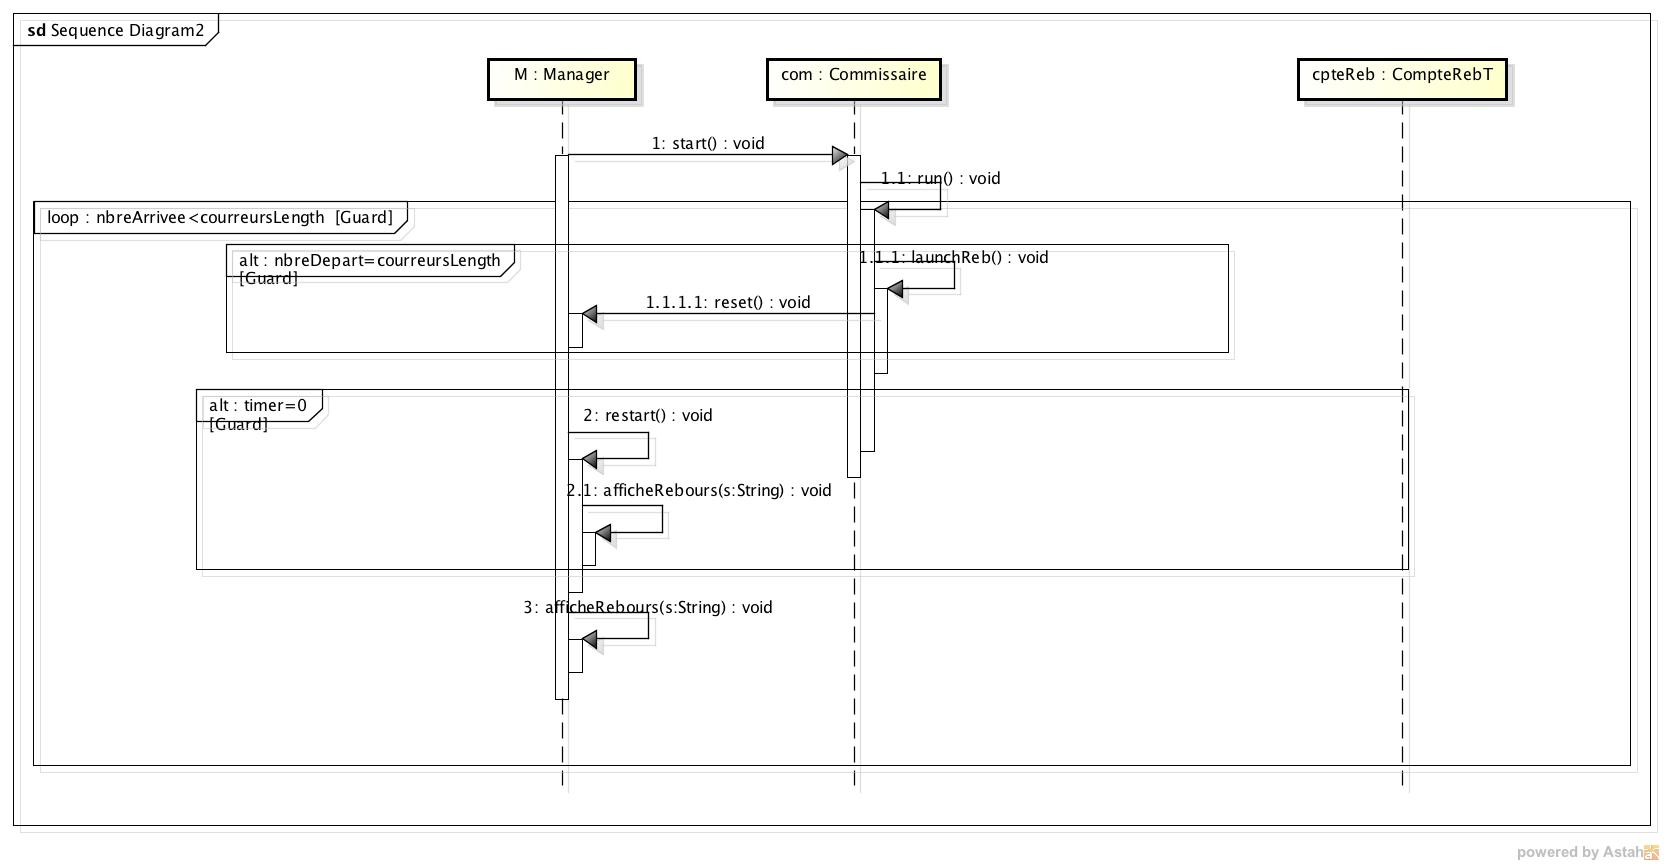 sd Sequence Diagram2
M : Manager
com : Commissaire
cpteReb : CompteRebT
1: start() : void
1.1: run() : void
loop : nbreArrivee<courreursLength [Guard]
alt : nbreDepart=courreursLength
[Guard]
1.1.1: launchReb() : void
1.1.1.1: reset() : void
alt : timer=0
[Guard]
2: restart() : void
2.1: afficheRebours(s:String) : void
3: afficheRebours(s:String) : void
powered by Astah